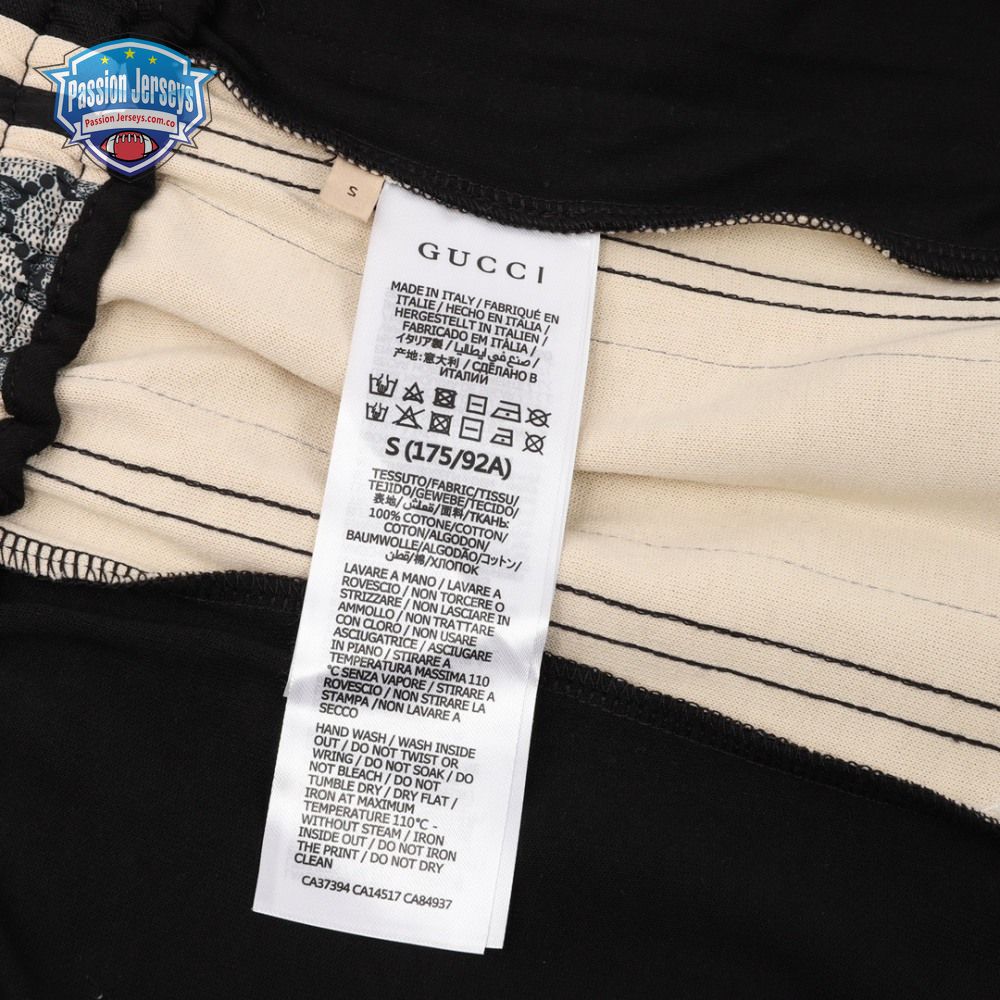 Passion Jerseys
Passion Jerseys.com.co
S
GUCCI
MADE IN ITALY / FABRIQUÉ EN
ITALIE / HECHO EN ITALIA /
HERGESTELLT IN ITALIEN /
FABRICADO EM ITÁLIA /
イタリア製 / صنع في ايطاليا /
产地: 意大利 / СДЕЛАНО В
ИТАЛИИ
S (175/92A)
TESSUTO/FABRIC/TISSU/
TEJIDO/GEWEBE/TECIDO/
表地/قماش/面料/ТКАНЬ:
100% COTONE/COTTON/
COTON/ALGODON/
BAUMWOLLE/ALGODÃO/コットン/
قطن/棉/ХЛОПОК
LAVARE A MANO / LAVARE A
ROVESCIO / NON TORCERE O
STRIZZARE / NON LASCIARE IN
AMMOLLO / NON TRATTARE
CON CLORO / NON USARE
ASCIUGATRICE / ASCIUGARE
IN PIANO / STIRARE A
TEMPERATURA MASSIMA 110
°C SENZA VAPORE / STIRARE A
ROVESCIO / NON STIRARE LA
STAMPA /NON LAVARE A
SECCO
HAND WASH / WASH INSIDE
OUT / DO NOT TWIST OR
WRING / DO NOT SOAK / DO
NOT BLEACH / DO NOT
TUMBLE DRY / DRY FLAT /
IRON AT MAXIMUM
TEMPERATURE 110°C -
WITHOUT STEAM / IRON
INSIDE OUT / DO NOT IRON
THE PRINT / DO NOT DRY
CLEAN
CA37394 CA14517 CA84937